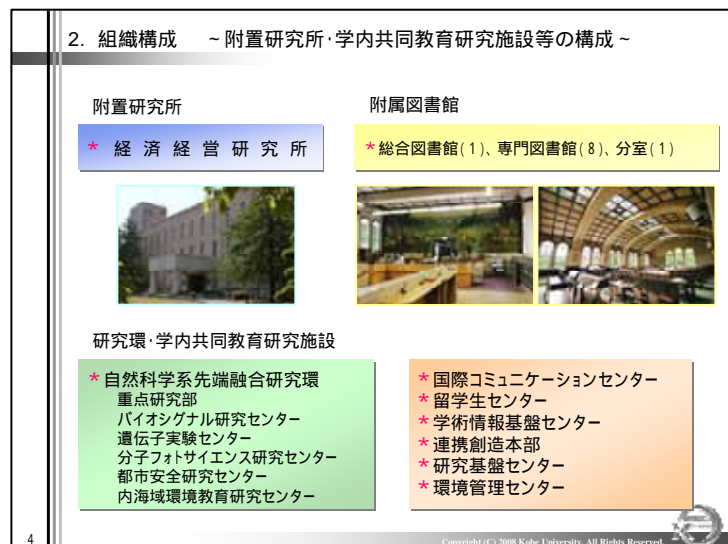 2. 組織構成　～附置研究所・学内共同教育研究施設等の構成～
附置研究所
* 経済経営研究所
附属図書館
* 総合図書館(1)、専門図書館(8)、分室(1)
研究環・学内共同教育研究施設
* 自然科学系先端融合研究環
重点研究部
バイオシグナル研究センター
遺伝子実験センター
分子フォトサイエンス研究センター
都市安全研究センター
内海域環境教育研究センター
* 国際コミュニケーションセンター
* 留学生センター
* 学術情報基盤センター
* 連携創造本部
* 研究基盤センター
* 環境管理センター
4
Copyright (C) 2008 Kobe University. All Rights Reserved.